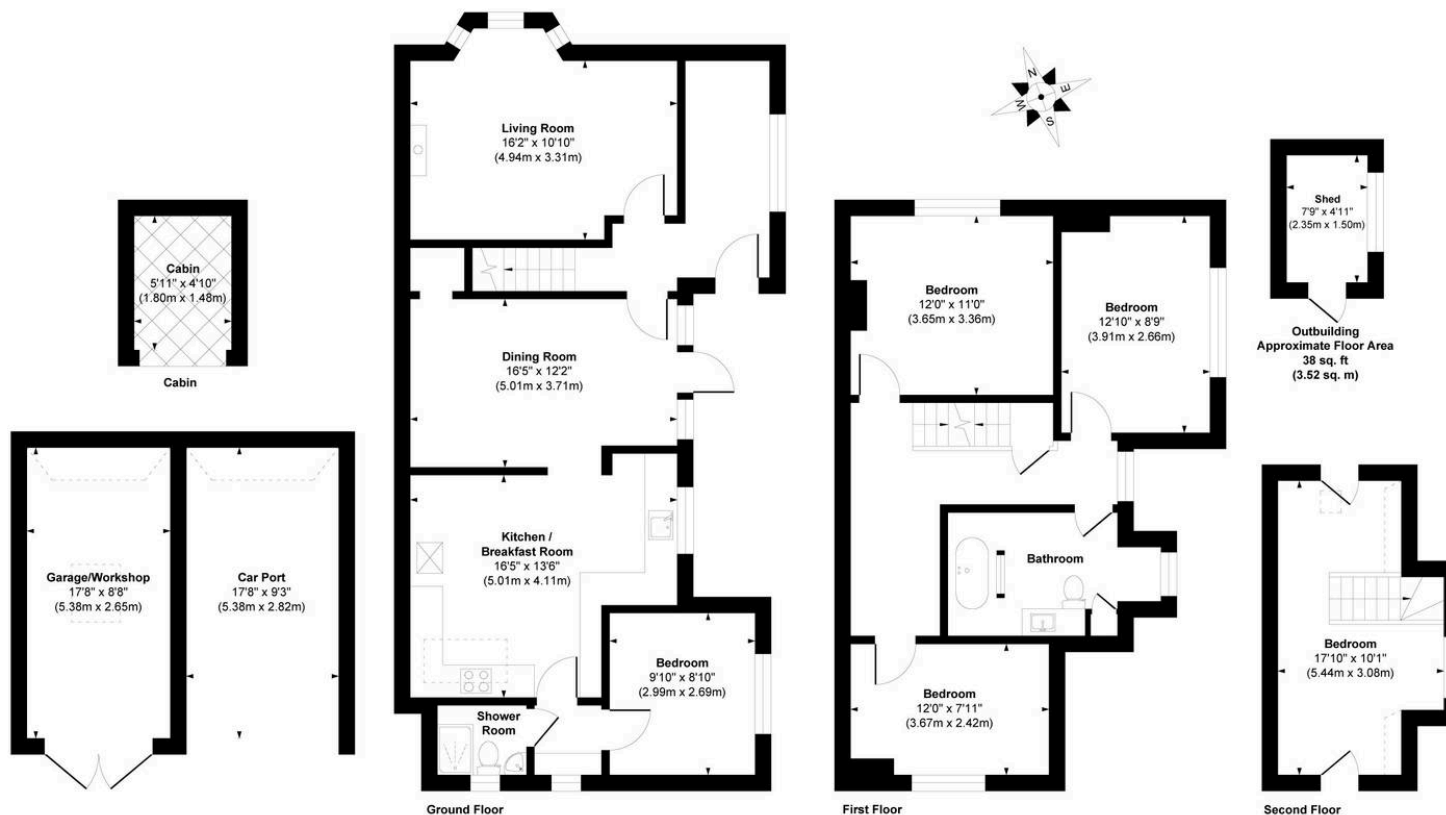 Cabin
5'11" x 4'10"
(1.80m x 1.48m)
Cabin
Garage/Workshop
17'8" x 8'8"
(5.38m x 2.65m)
Car Port
17'8" x 9'3"
(5.38m x 2.82m)
Living Room
16'2" x 10'10"
(4.94m x 3.31m)
Dining Room
16'5" x 12'2"
(5.01m x 3.71m)
Kitchen /
Breakfast Room
16'5" x 13'6"
(5.01m x 4.11m)
Bedroom
9'10" x 8'10"
(2.99m x 2.69m)
Shower
Room
Ground Floor
N
E
S
W
Bedroom
12'0" x 11'0"
(3.65m x 3.36m)
Bedroom
12'10" x 8'9"
(3.91m x 2.66m)
Bathroom
Bedroom
12'0" x 7'11"
(3.67m x 2.42m)
First Floor
Shed
7'9" x 4'11"
(2.35m x 1.50m)
Outbuilding
Approximate Floor Area
38 sq. ft
(3.52 sq. m)
Bedroom
17'10" x 10'1"
(5.44m x 3.08m)
Second Floor